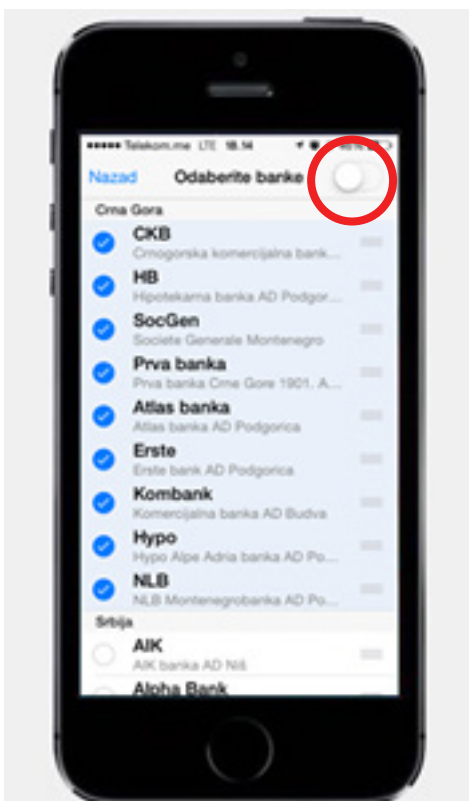 Telekom.me LTE 18.14
Nazad Odaberite banke
Crna Gora
CKB
Crnogorska komercijalna bank...
HB
Hipotekarna banka AD Podgor...
SocGen
Societe Generale Montenegro
Prva banka
Prva banka Crne Gore 1901. A...
Atlas banka
Atlas banka AD Podgorica
Erste
Erste bank AD Podgorica
Kombank
Komercijalna banka AD Budva
Hypo
Hypo Alpe Adria banka AD Po...
NLB
NLB Montenegrobanka AD Po...
Srbija
AIK
AIK banka AD Niš
Alpha Bank